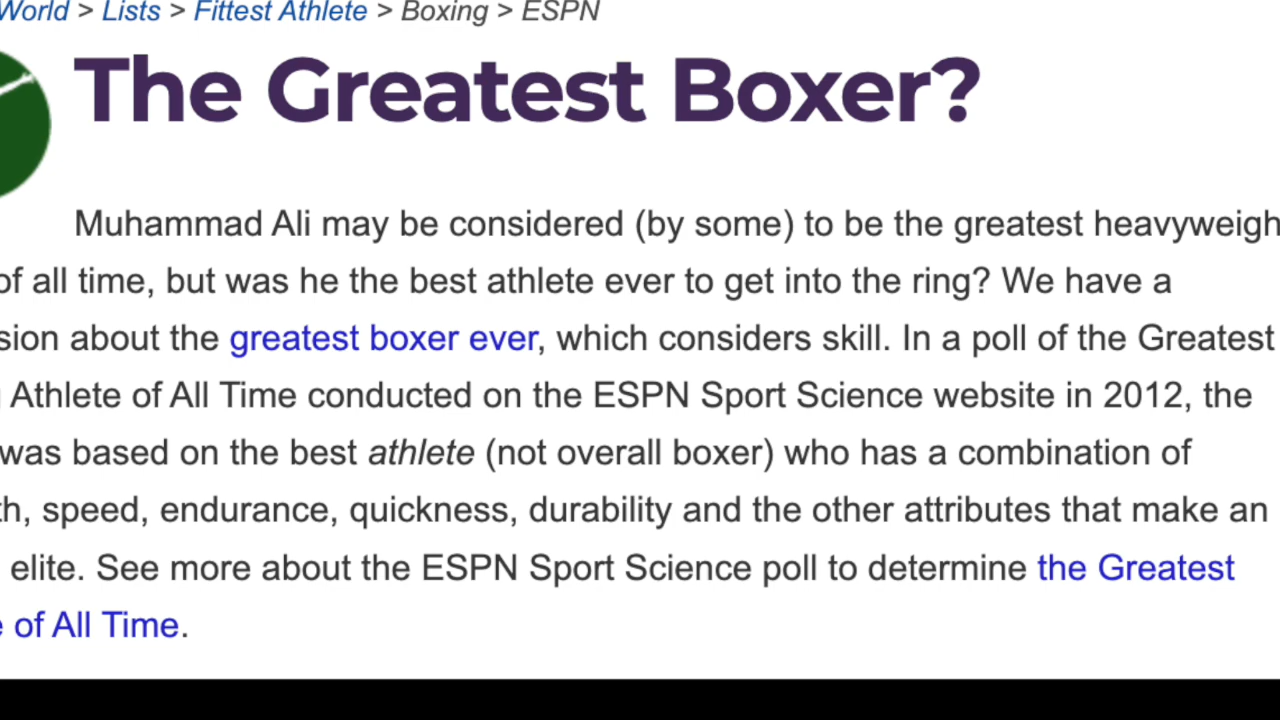 World > Lists > Fittest Athlete > Boxing > ESPN
The Greatest Boxer?
Muhammad Ali may be considered (by some) to be the greatest heavyweigh
of all time, but was he the best athlete ever to get into the ring? We have a
sion about the greatest boxer ever, which considers skill. In a poll of the Greatest
Athlete of All Time conducted on the ESPN Sport Science website in 2012, the
was based on the best athlete (not overall boxer) who has a combination of
th, speed, endurance, quickness, durability and the other attributes that make an
elite. See more about the ESPN Sport Science poll to determine the Greatest
e of All Time.